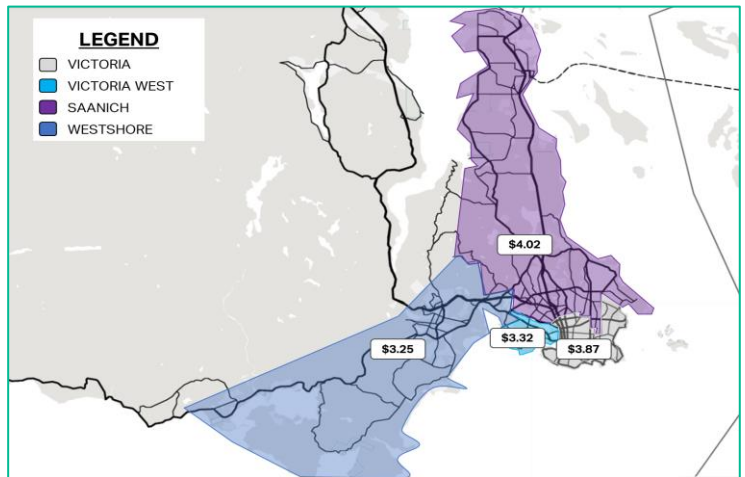 LEGEND
VICTORIA
VICTORIA WEST
SAANICH
WESTSHORE
$4.02
$3.32
$3.87
$3.25